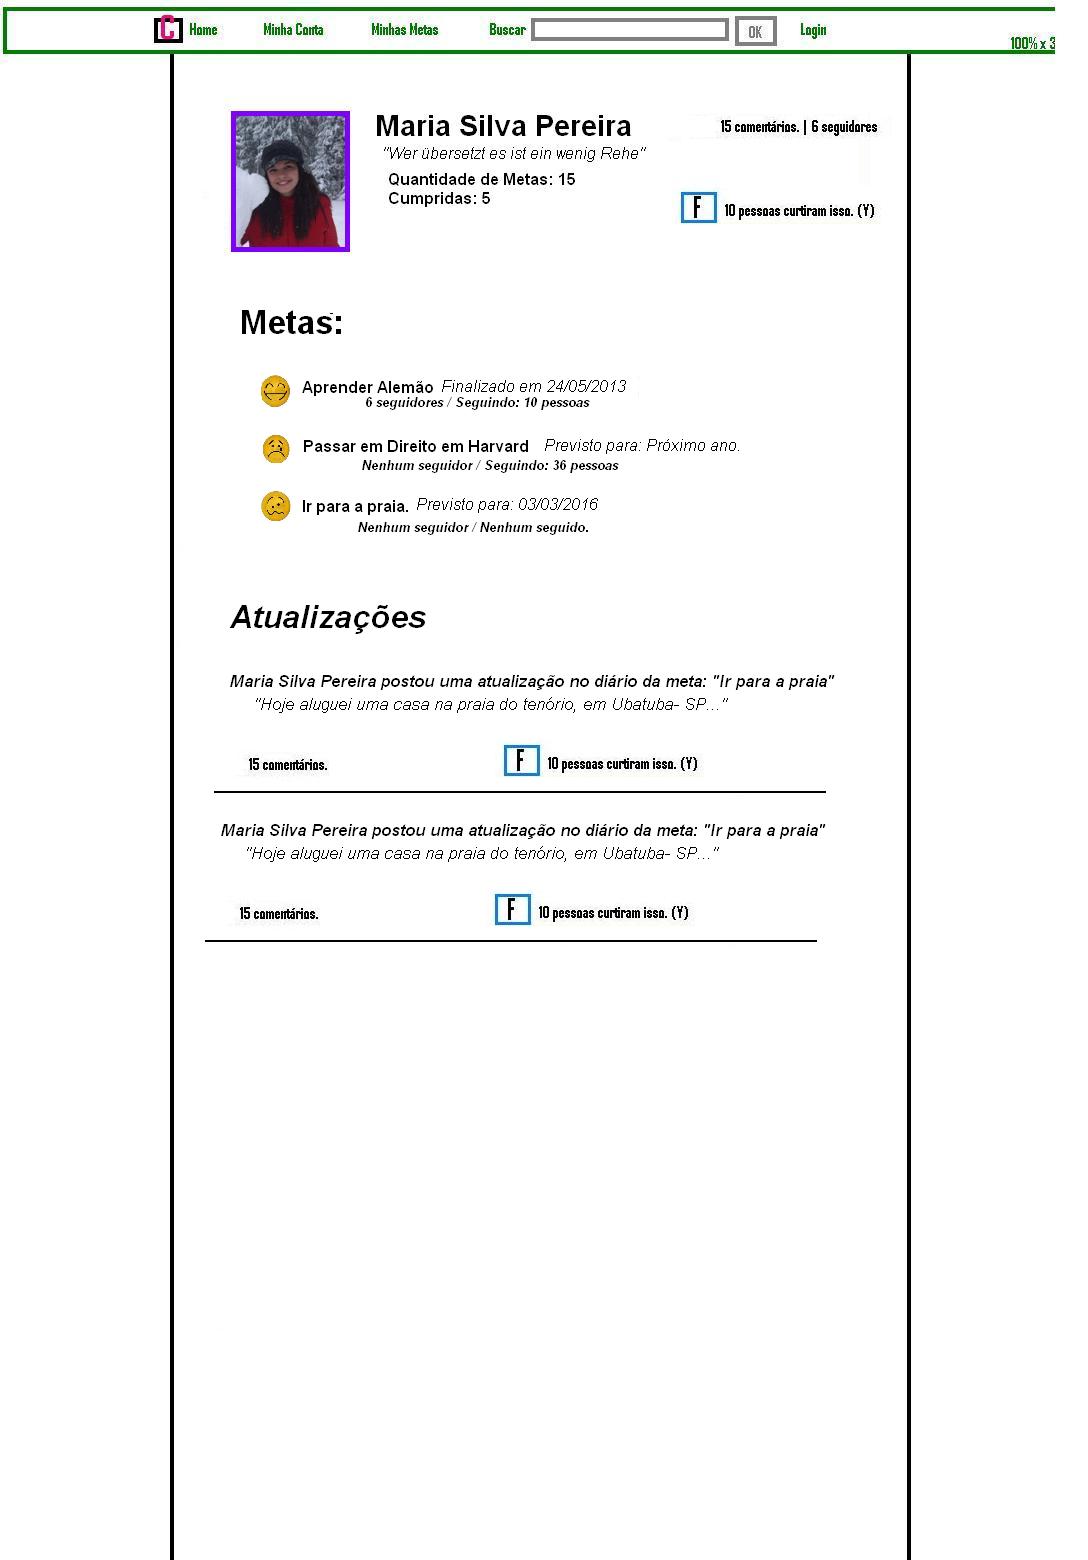 C Home Minha Conta Minhas Metas Buscar OK Login
100% x 3
Maria Silva Pereira
15 comentários. | 6 seguidores
"Wer übersetzt es ist ein wenig Rehe"
Quantidade de Metas: 15
Cumpridas: 5
F 10 pessoas curtiram isso. (Y)
Metas:
Aprender Alemão Finalizado em 24/05/2013
6 seguidores / Seguindo: 10 pessoas
Passar em Direito em Harvard Previsto para: Próximo ano.
Nenhum seguidor / Seguindo: 36 pessoas
Ir para a praia. Previsto para: 03/03/2016
Nenhum seguidor / Nenhum seguido.
Atualizações
Maria Silva Pereira postou uma atualização no diário da meta: "Ir para a praia"
"Hoje aluguei uma casa na praia do tenório, em Ubatuba- SP..."
15 comentários. F 10 pessoas curtiram isso. (Y)
Maria Silva Pereira postou uma atualização no diário da meta: "Ir para a praia"
"Hoje aluguei uma casa na praia do tenório, em Ubatuba- SP..."
15 comentários. F 10 pessoas curtiram isso. (Y)